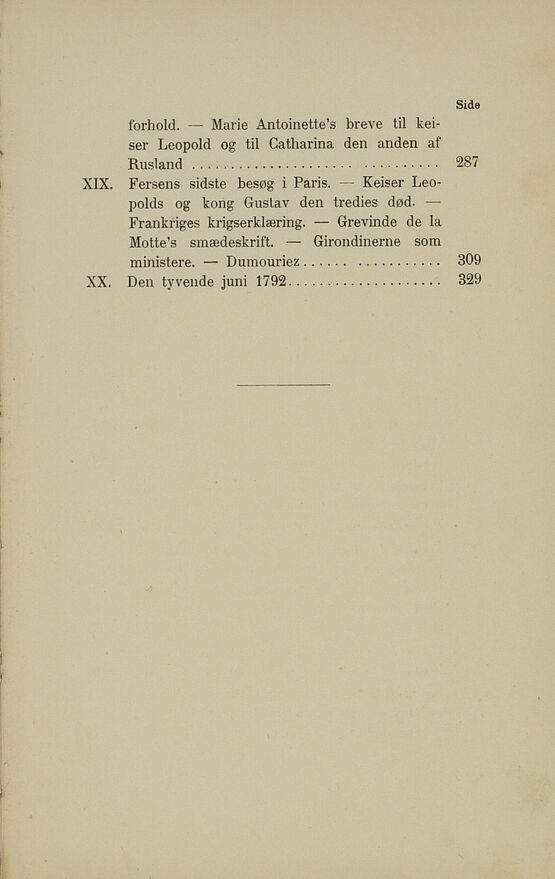 Side
forhold. — Marie Antoinette's breve til kei-
ser Leopold og til Catharina den anden af
Rusland ..................... .......... 287
XIX. Fersens sidste besøg i Paris. — Keiser Leo-
polds og kong Gustav den tredies død. —
Frankriges krigserklæring. — Grevinde de la
Motte's smædeskrift. — Girondinerne som
ministere. — Dumouriez...... ........... 309
XX. Den tyvende juni 1792.................... 329